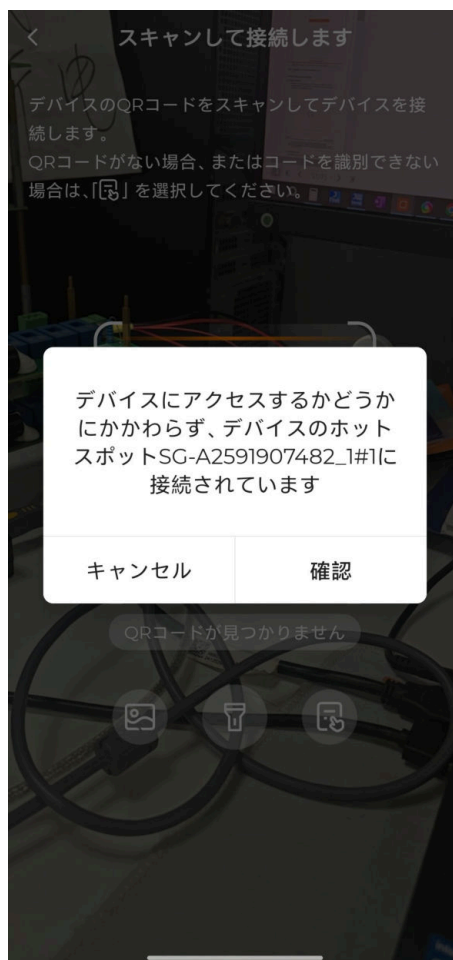 スキャンして接続します
デバイスのQRコードをスキャンしてデバイスを接
続します。
QRコードがない場合、またはコードを識別できない
場合は、「」を選択してください。
デバイスにアクセスするかどうか
にかかわらず、デバイスのホット
スポットSG-A2591907482_1#1に
接続されています
キャンセル
確認
QRコードが見つかりません